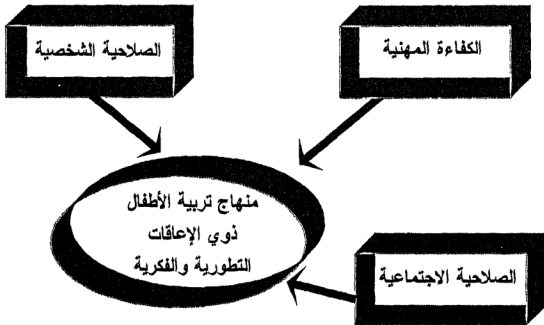 الكفاءة المهنية
الصلاحية الشخصية
منهاج تربية الأطفال
ذوي الإعاقات
التطورية والفكرية
الصلاحية الاجتماعية